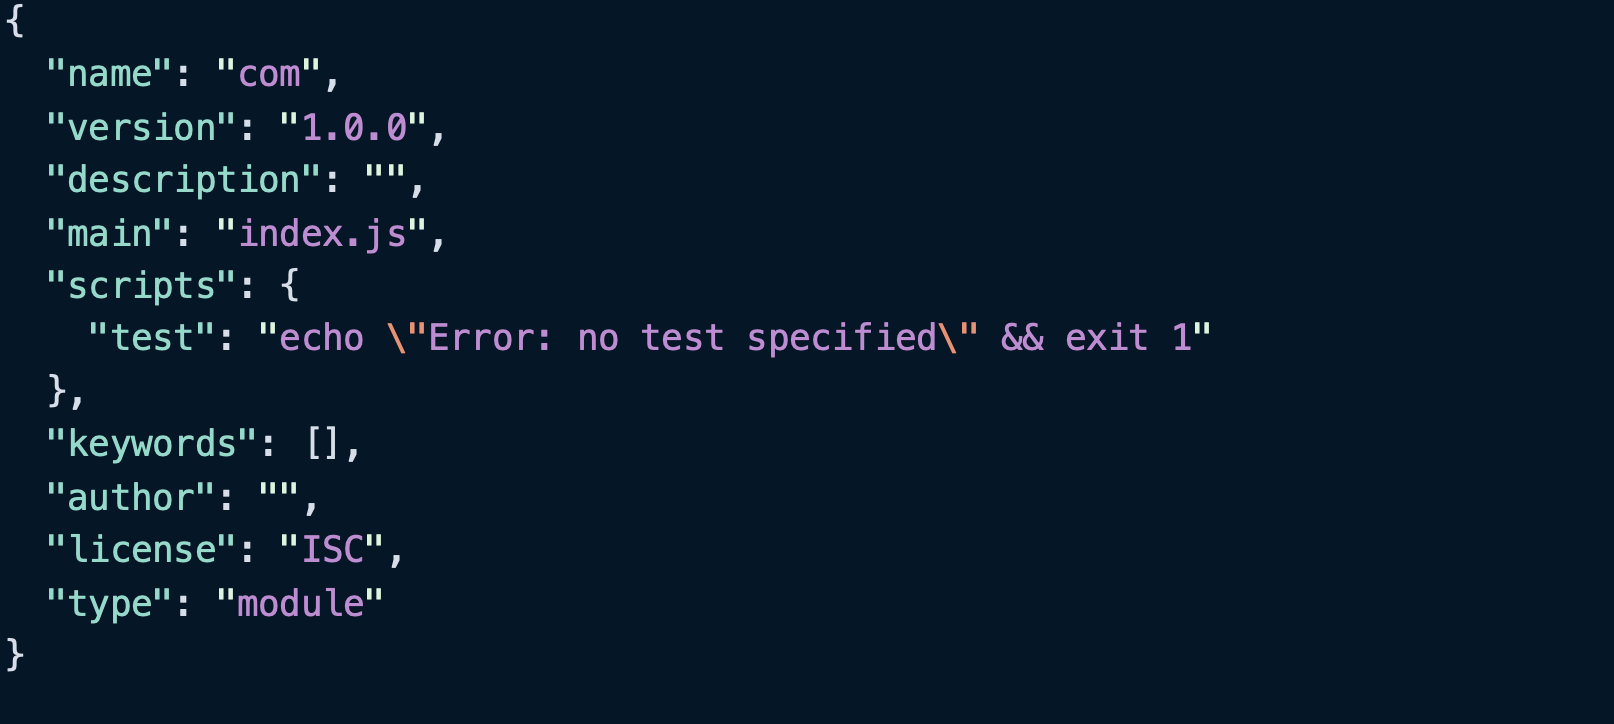 {
  "name": "com",
  "version": "1.0.0",
  "description": "",
  "main": "index.js",
  "scripts": {
    "test": "echo \"Error: no test specified\" && exit 1"
  },
  "keywords": [],
  "author": "",
  "license": "ISC",
  "type": "module"
}